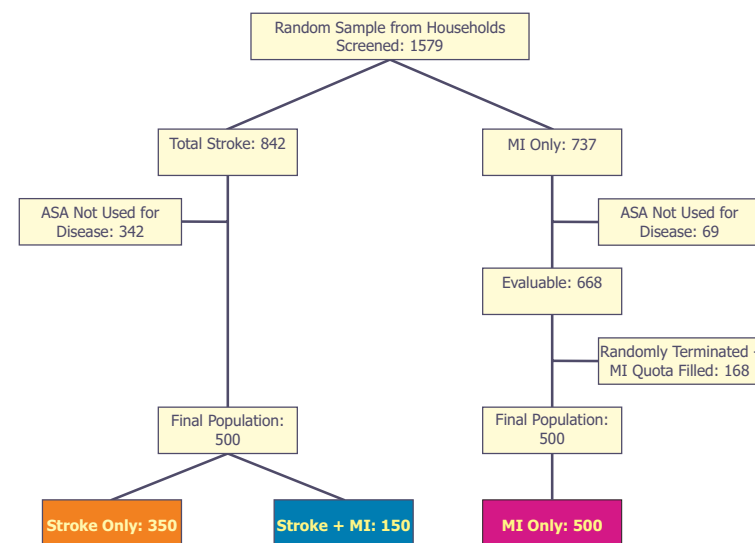 Random Sample from Households
Screened: 1579
Total Stroke: 842
MI Only: 737
ASA Not Used for
Disease: 342
ASA Not Used for
Disease: 69
Evaluable: 668
Randomly Terminated -
MI Quota Filled: 168
Final Population:
500
Final Population:
500
Stroke Only: 350
Stroke + MI: 150
MI Only: 500